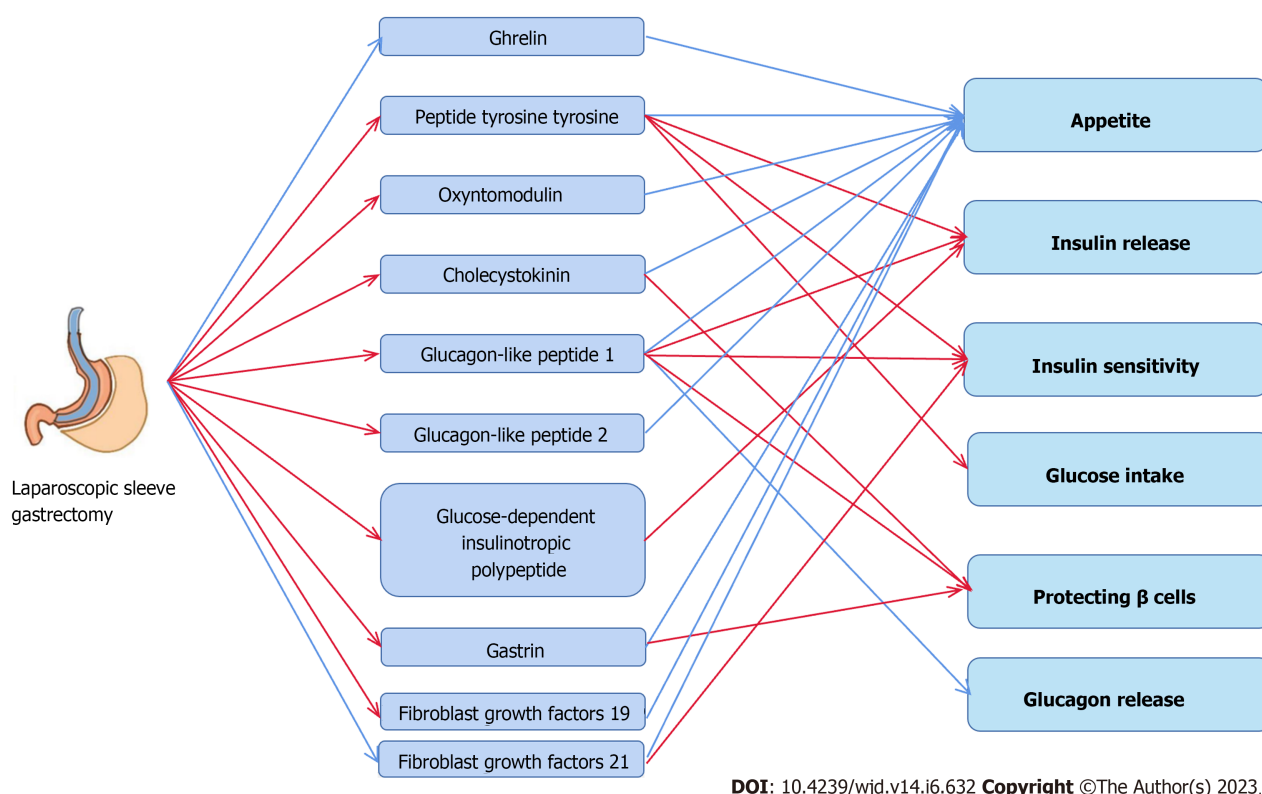 Ghrelin
Peptide tyrosine tyrosine
Oxyntomodulin
Cholecystokinin
Glucagon-like peptide 1
Glucagon-like peptide 2
Glucose-dependent
insulinotropic
polypeptide
Gastrin
Fibroblast growth factors 19
Fibroblast growth factors 21
Laparoscopic sleeve
gastrectomy
Appetite
Insulin release
Insulin sensitivity
Glucose intake
Protecting β cells
Glucagon release
DOI: 10.4239/wjd.v14.i6.632 Copyright ©The Author(s) 2023.